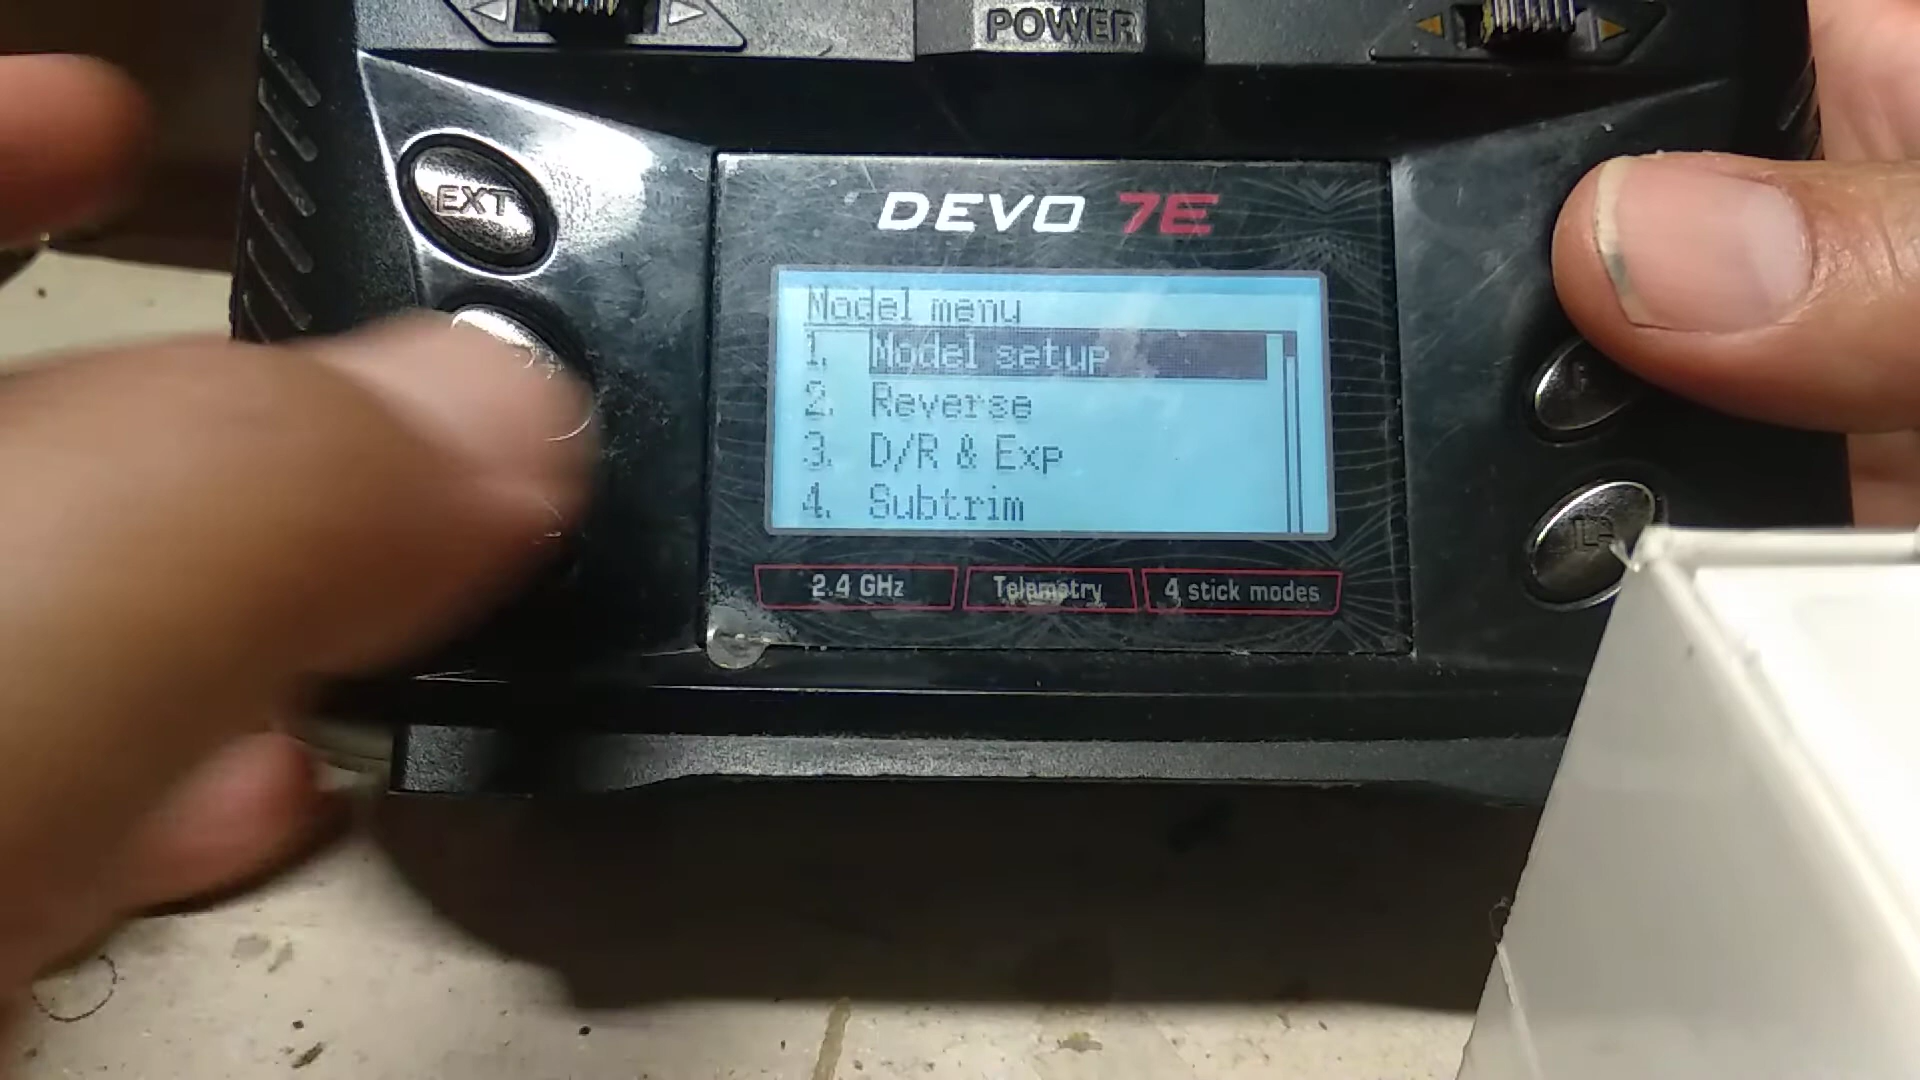 POWER
EXT
DEVO 7E
Model menu
1. Model setup
2. Reverse
3. D/R & Exp
4. Subtrim
2.4 GHz
Telemetry
4 stick modes